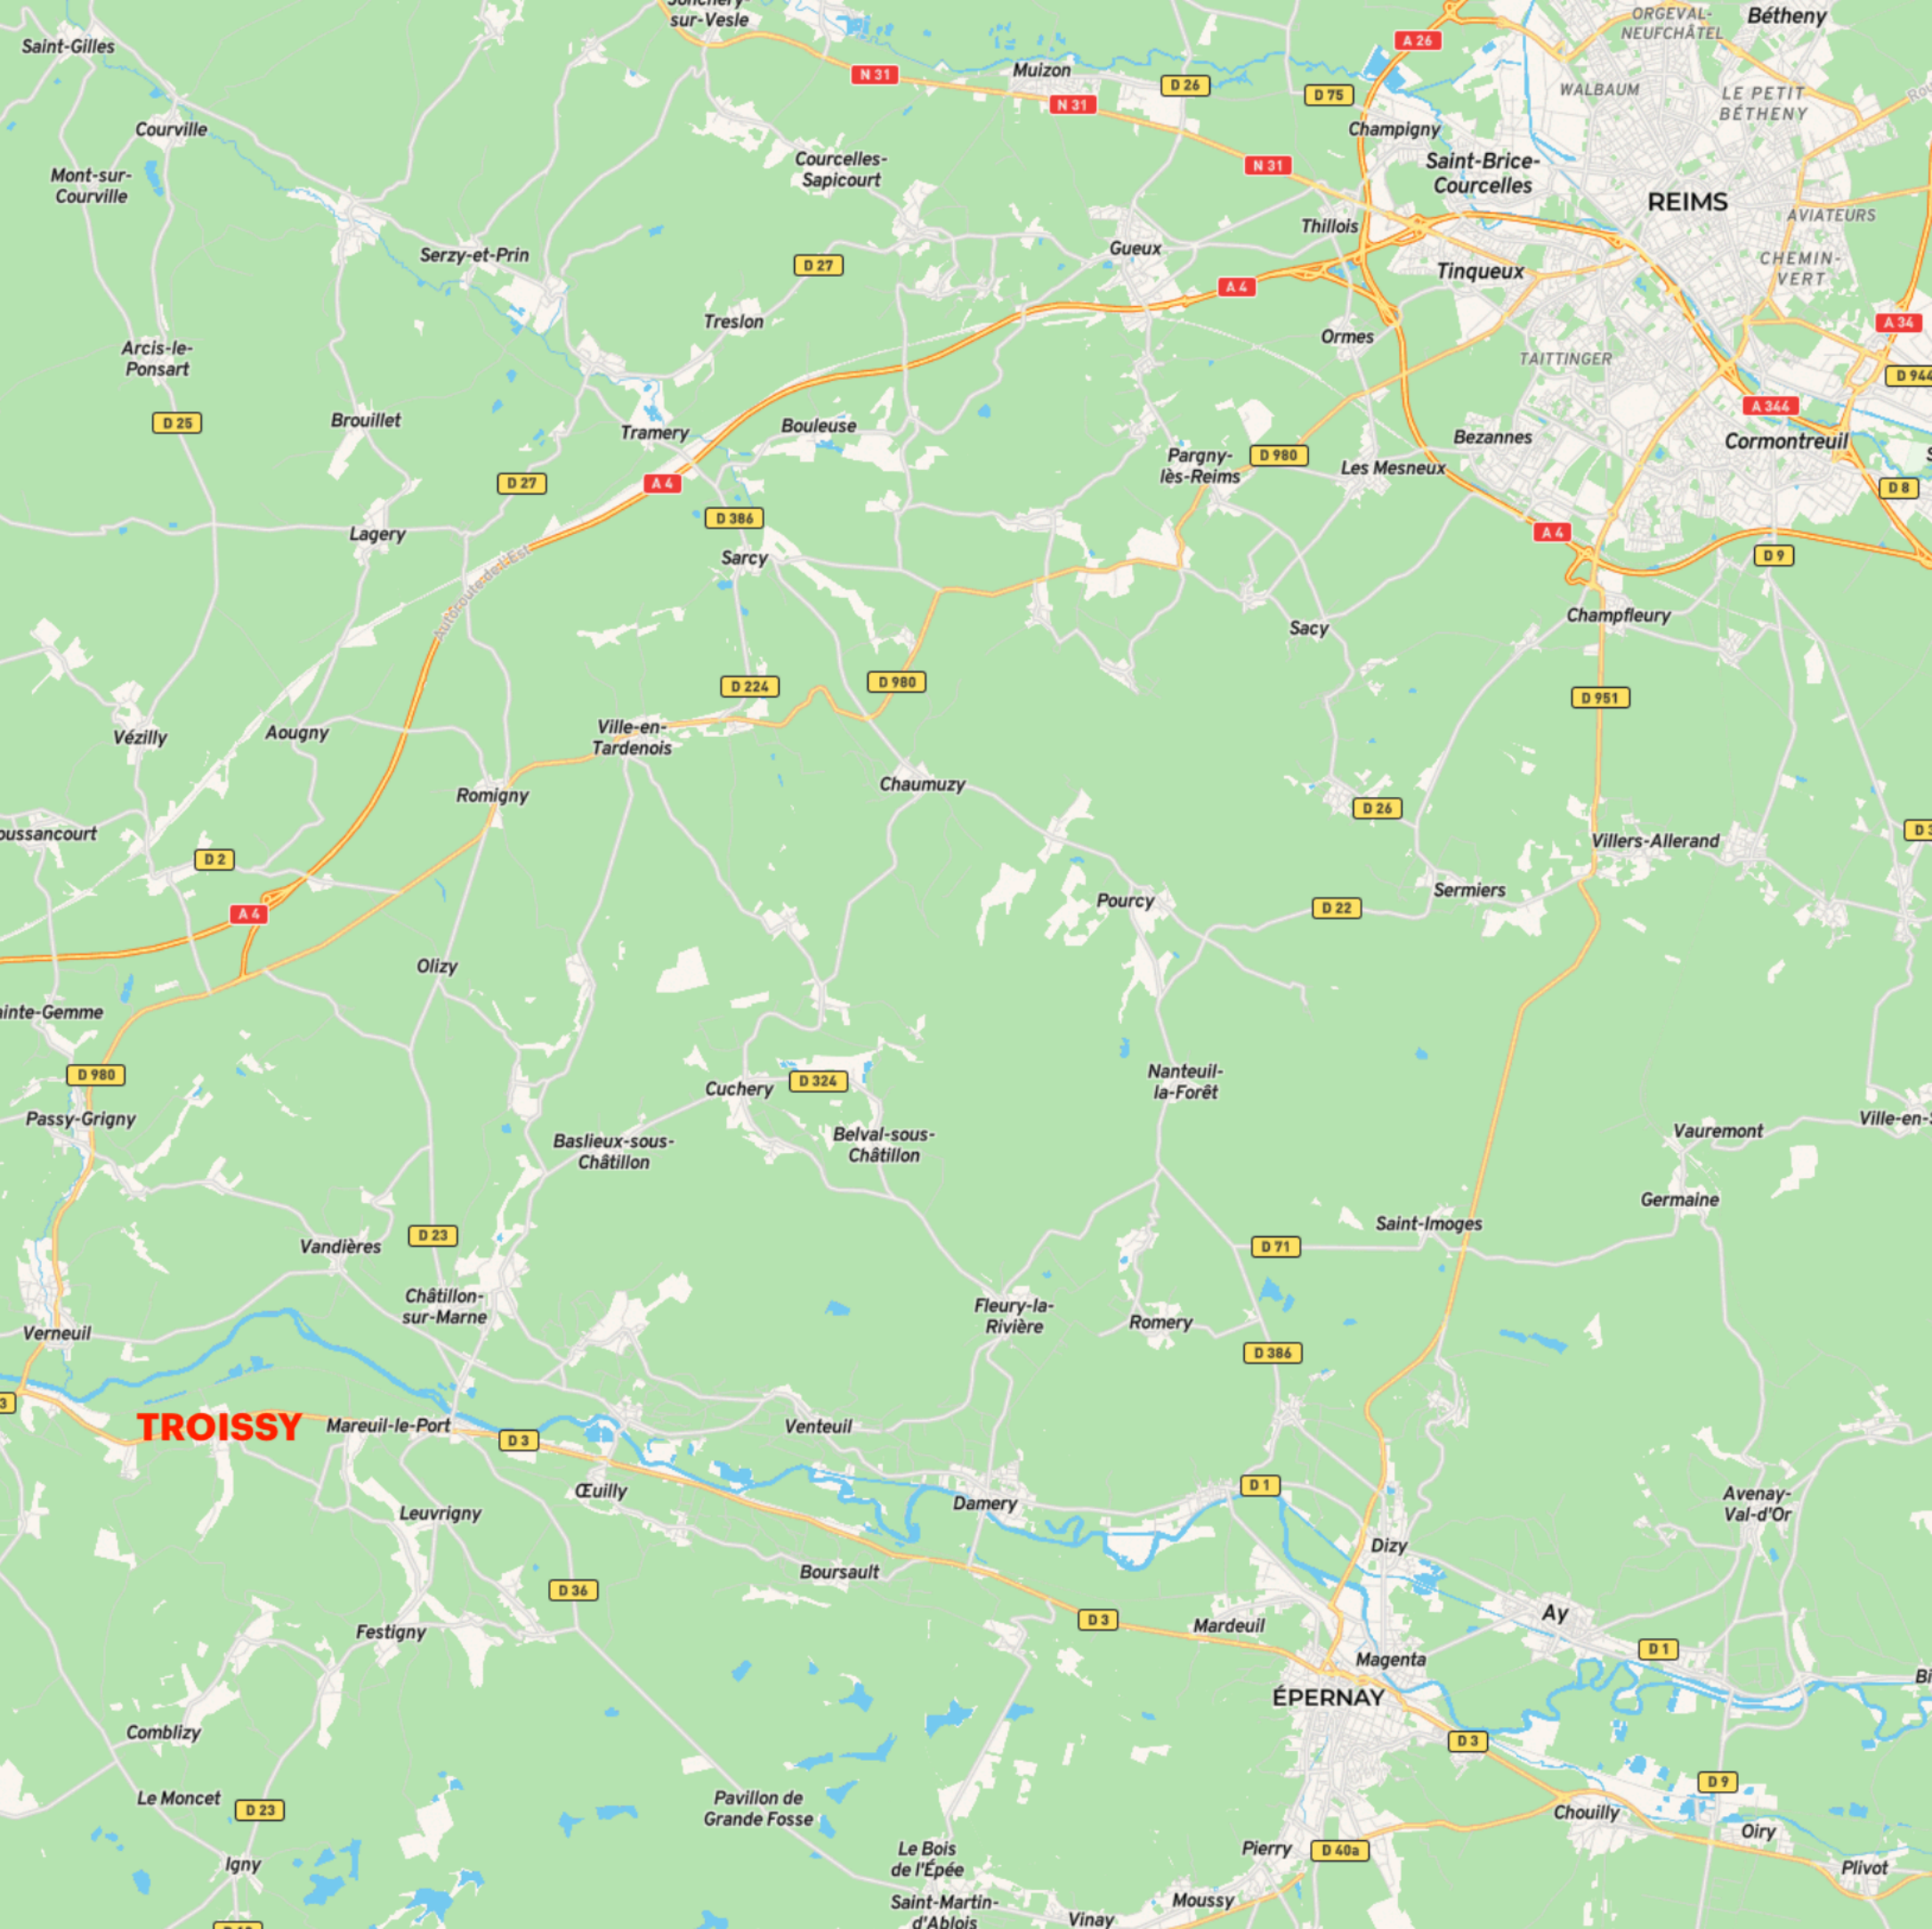 sur-Vesle
ORGEVAL-
NEUFCHÂTEL
Bétheny
Saint-Gilles
A 26
N 31
Muizon
D 26
D 75
WALBAUM
LE PETIT
BÉTHENY
N 31
Courville
Champigny
Courcelles-
Sapicourt
N 31
Saint-Brice-
Courcelles
Mont-sur-
Courville
REIMS
AVIATEURS
Thillois
Serzy-et-Prin
D 27
Gueux
Tinqueux
CHEMIN-
VERT
A 4
Treslon
Ormes
A 34
Arcis-le-
Ponsart
TAITTINGER
D 944
A 344
D 25
Brouillet
Tramery
Bouleuse
Bezannes
Cormontreuil
Pargny-
lès-Reims
D 980
Les Mesneux
D 27
A 4
D 8
D 386
Lagery
A 4
Sarcy
D 9
Autoroute de l'Est
Champfleury
Sacy
D 224
D 980
D 951
Vézilly
Aougny
Ville-en-
Tardenois
Romigny
Chaumuzy
D 26
oussancourt
D 2
Villers-Allerand
Sermiers
Pourcy
D 22
A 4
Olizy
ainte-Gemme
D 980
Cuchery
D 324
Nanteuil-
la-Forêt
Passy-Grigny
Ville-en-
Vauremont
Baslieux-sous-
Châtillon
Belval-sous-
Châtillon
Germaine
D 23
Saint-Imoges
Vandières
D 71
Châtillon-
sur-Marne
Fleury-la-
Rivière
Romery
Verneuil
D 386
3
TROISSY
Mareuil-le-Port
D 3
Venteuil
Œuilly
D 1
Damery
Avenay-
Val-d'Or
Leuvrigny
Dizy
Boursault
D 36
Ay
D 3
Mardeuil
Festigny
D 1
Magenta
ÉPERNAY
Comblizy
D 3
D 9
Le Moncet
D 23
Pavillon de
Grande Fosse
Chouilly
Oiry
Le Bois
de l'Épée
Pierry
D 40a
Igny
Plivot
Saint-Martin-
d'Ablois
Moussy
Vinay